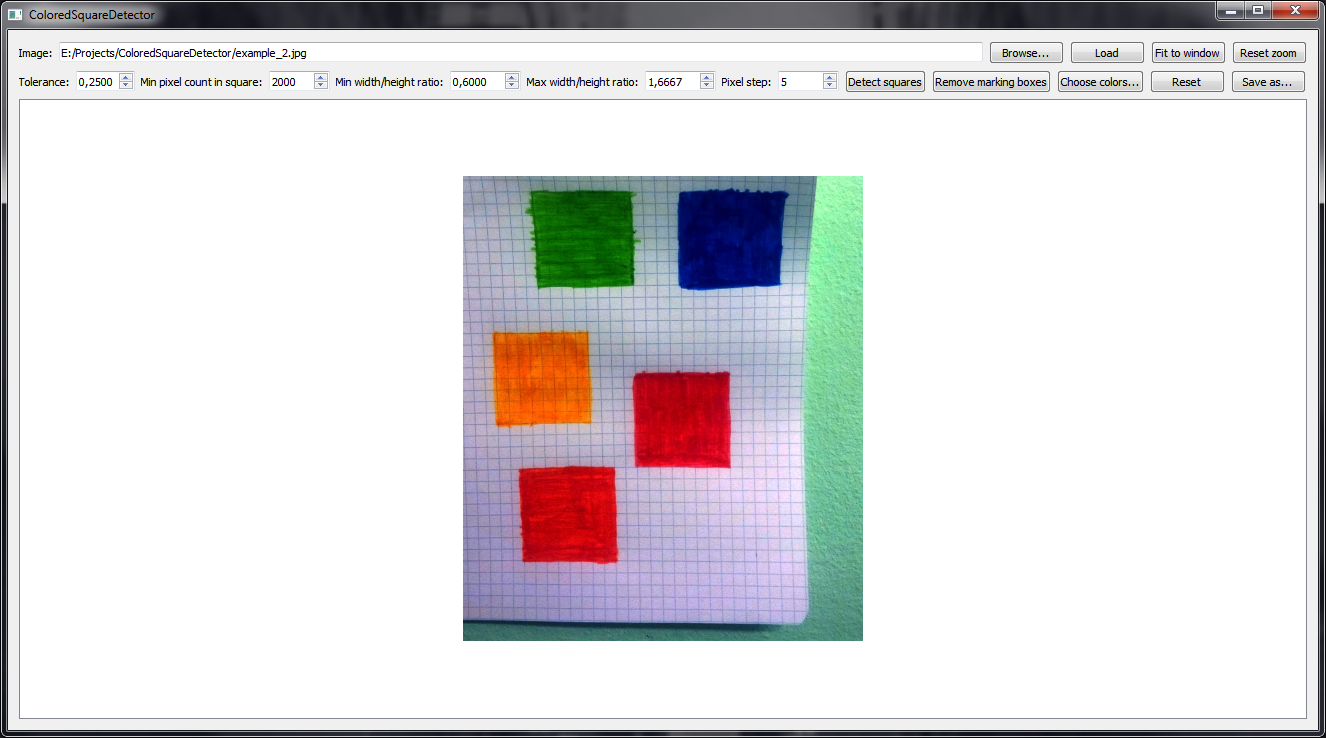 ColoredSquareDetector
Image: E:/Projects/ColoredSquareDetector/example_2.jpg Browse... Load Fit to window Reset zoom
Tolerance: 0,2500 Min pixel count in square: 2000 Min width/height ratio: 0,6000 Max width/height ratio: 1,6667 Pixel step: 5 Detect squares Remove marking boxes Choose colors... Reset Save as...